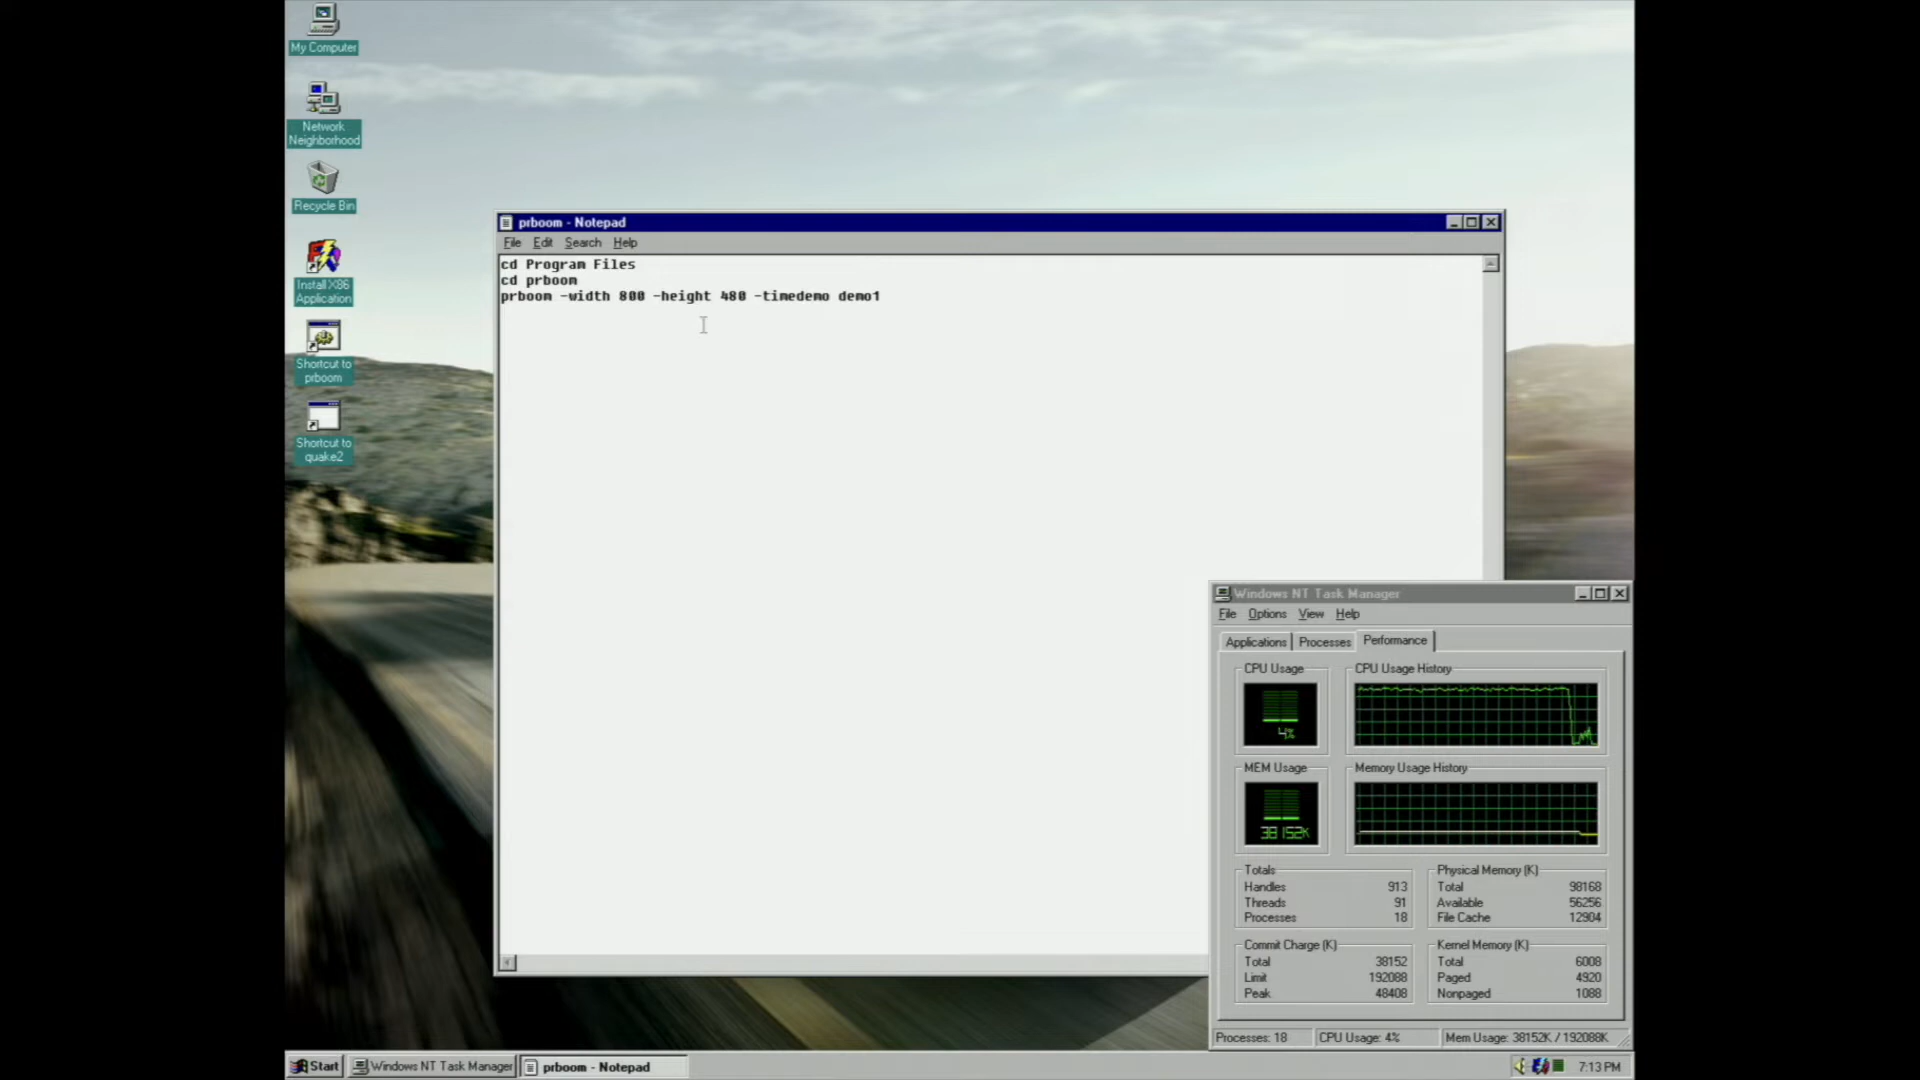 My Computer
Network
Neighborhood
Recycle Bin
Install X86
Application
Shortcut to
prboom
Shortcut to
quake2
prboom - Notepad
File Edit Search Help
cd Program Files
cd prboom
prboom -width 800 -height 480 -timedemo demo1
Windows NT Task Manager
File Options View Help
Applications Processes Performance
CPU Usage CPU Usage History
4%
MEM Usage Memory Usage History
38152K
Totals
Handles 913
Threads 91
Processes 18
Physical Memory (K)
Total 98168
Available 56256
File Cache 12904
Commit Charge (K)
Total 38152
Limit 192088
Peak 48408
Kernel Memory (K)
Total 6008
Paged 4920
Nonpaged 1088
Processes: 18 CPU Usage: 4% Mem Usage: 38152K / 192088K
Start Windows NT Task Manager prboom - Notepad 7:13 PM